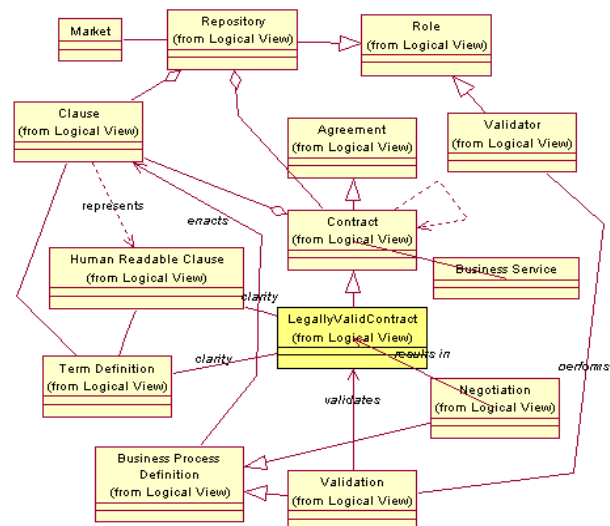 Market
Repository
(from Logical View)
Role
(from Logical View)
Clause
(from Logical View)
Agreement
(from Logical View)
Validator
(from Logical View)
represents
enacts
Contract
(from Logical View)
Human Readable Clause
(from Logical View)
Business Service
clarity
LegallyValidContract
(from Logical View)
results in
Term Definition
(from Logical View)
clarity
performs
validates
Negotiation
(from Logical View)
Business Process
Definition
(from Logical View)
Validation
(from Logical View)